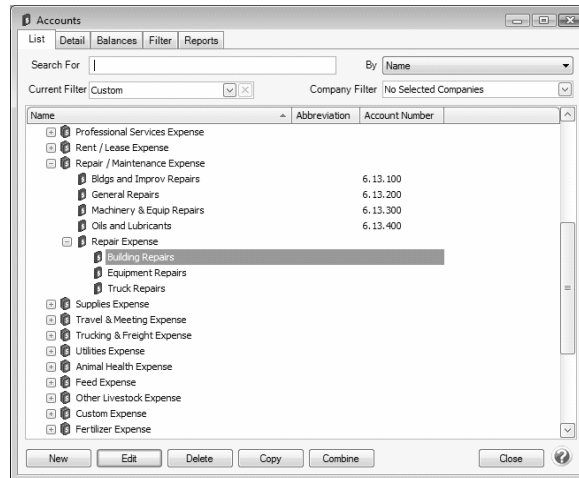 Accounts
List Detail Balances Filter Reports
Search For By Name
Current Filter Custom Company Filter No Selected Companies
Name Abbreviation Account Number
Professional Services Expense
Rent / Lease Expense
Repair / Maintenance Expense
Bldgs and Improv Repairs 6.13.100
General Repairs 6.13.200
Machinery & Equip Repairs 6.13.300
Oils and Lubricants 6.13.400
Repair Expense
Building Repairs
Equipment Repairs
Truck Repairs
Supplies Expense
Travel & Meeting Expense
Trucking & Freight Expense
Utilities Expense
Animal Health Expense
Feed Expense
Other Livestock Expense
Custom Expense
Fertilizer Expense
New Edit Delete Copy Combine Close ?